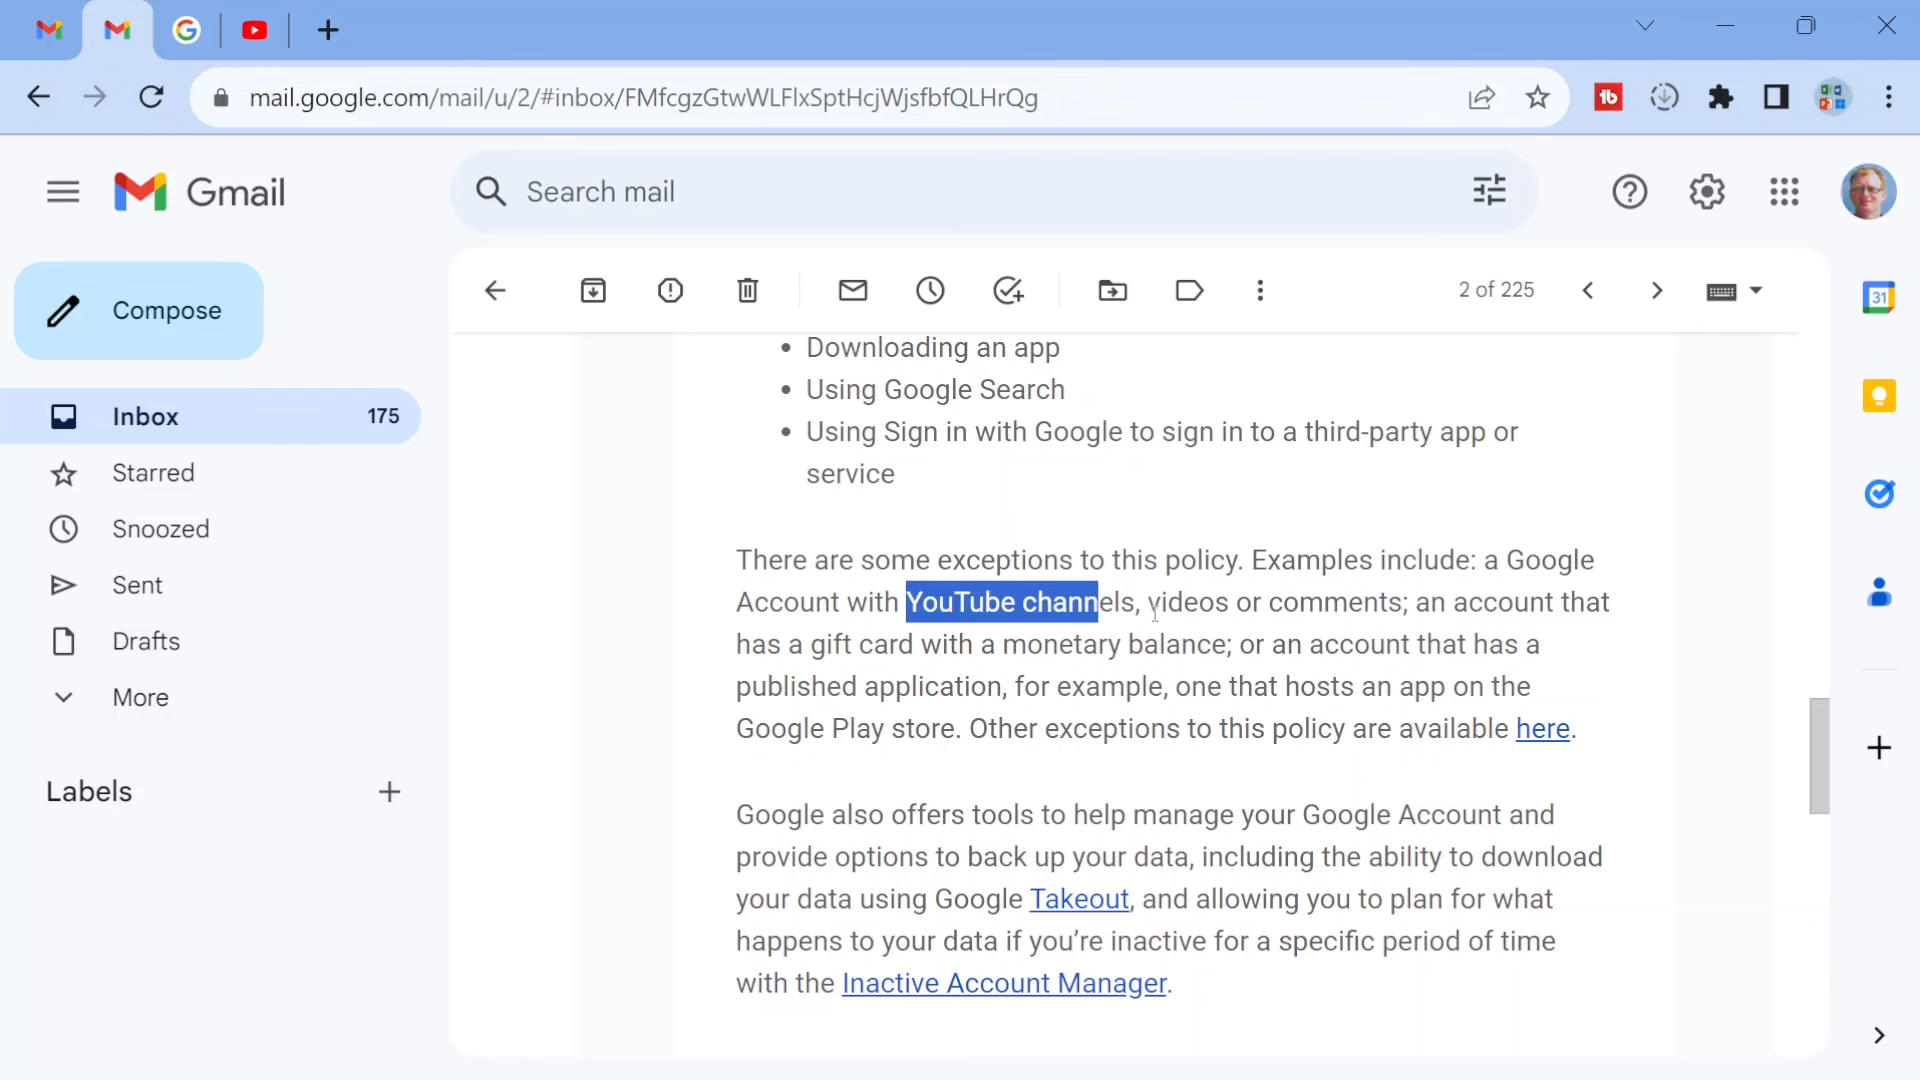 mail.google.com/mail/u/2/#inbox/FMfcgzGtwWLFlxSptHcjWjsfbfQLHrQg
Gmail
Search mail
Compose
2 of 225
Inbox 175
Starred
Snoozed
Sent
Drafts
More
Labels
• Downloading an app
• Using Google Search
• Using Sign in with Google to sign in to a third-party app or
service
There are some exceptions to this policy. Examples include: a Google
Account with YouTube channels, videos or comments; an account that
has a gift card with a monetary balance; or an account that has a
published application, for example, one that hosts an app on the
Google Play store. Other exceptions to this policy are available here.
Google also offers tools to help manage your Google Account and
provide options to back up your data, including the ability to download
your data using Google Takeout, and allowing you to plan for what
happens to your data if you’re inactive for a specific period of time
with the Inactive Account Manager.
31